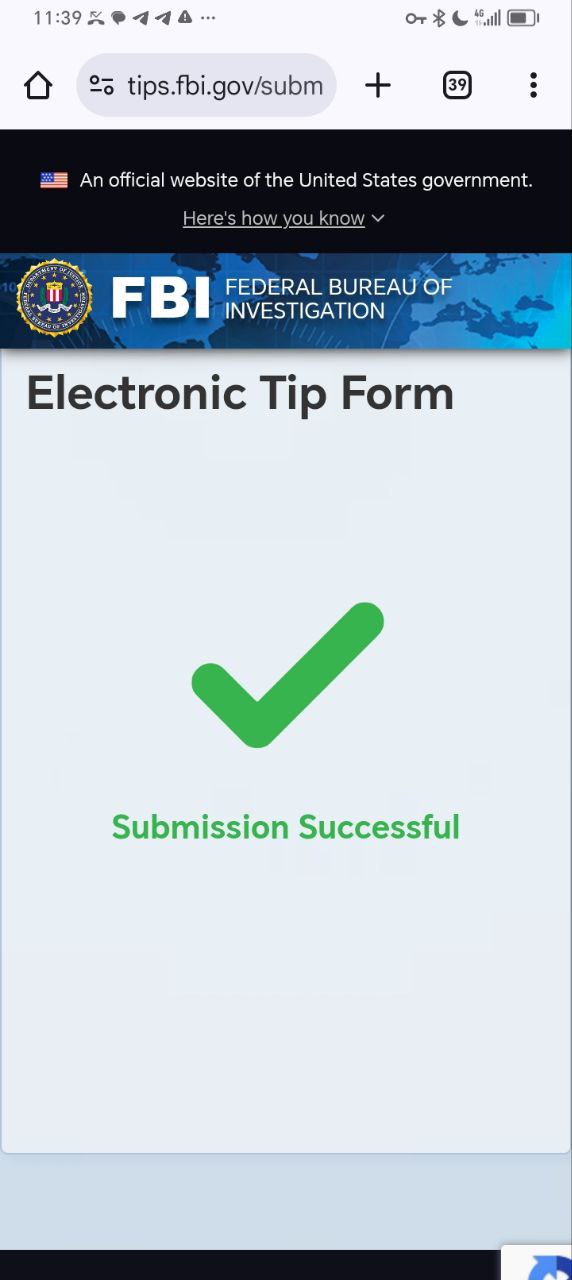 11:39
4G
tips.fbi.gov/subm
39
An official website of the United States government.
Here's how you know
FBI FEDERAL BUREAU OF
INVESTIGATION
Electronic Tip Form
Submission Successful